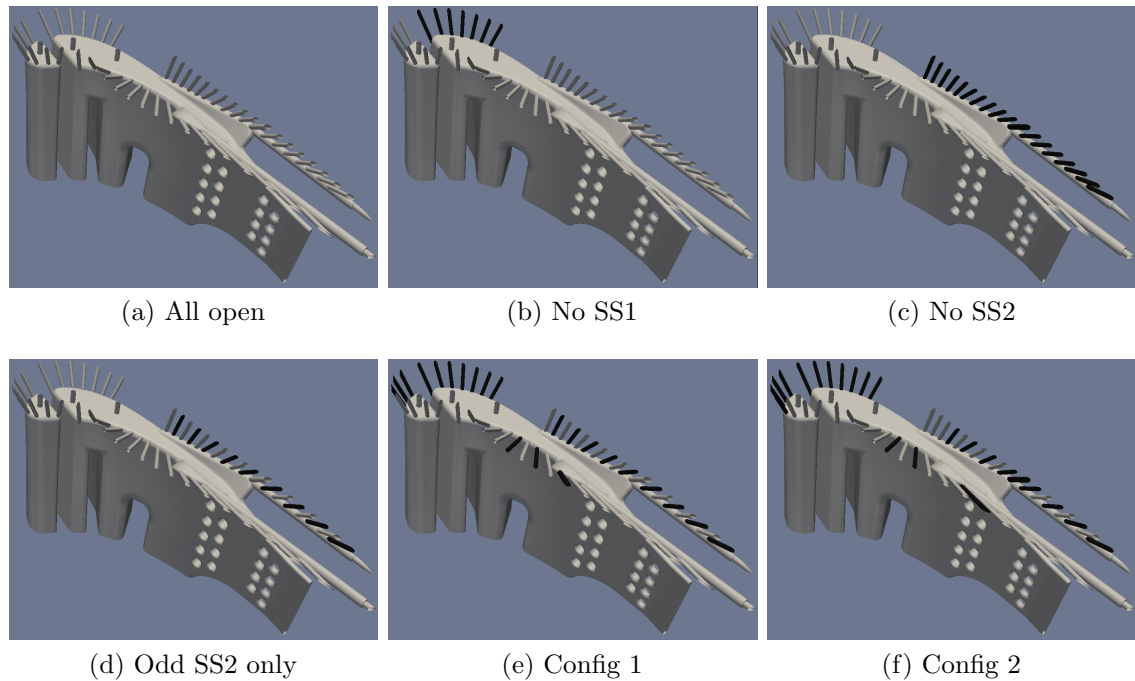 (a) All open
(b) No SS1
(c) No SS2
(d) Odd SS2 only
(e) Config 1
(f) Config 2